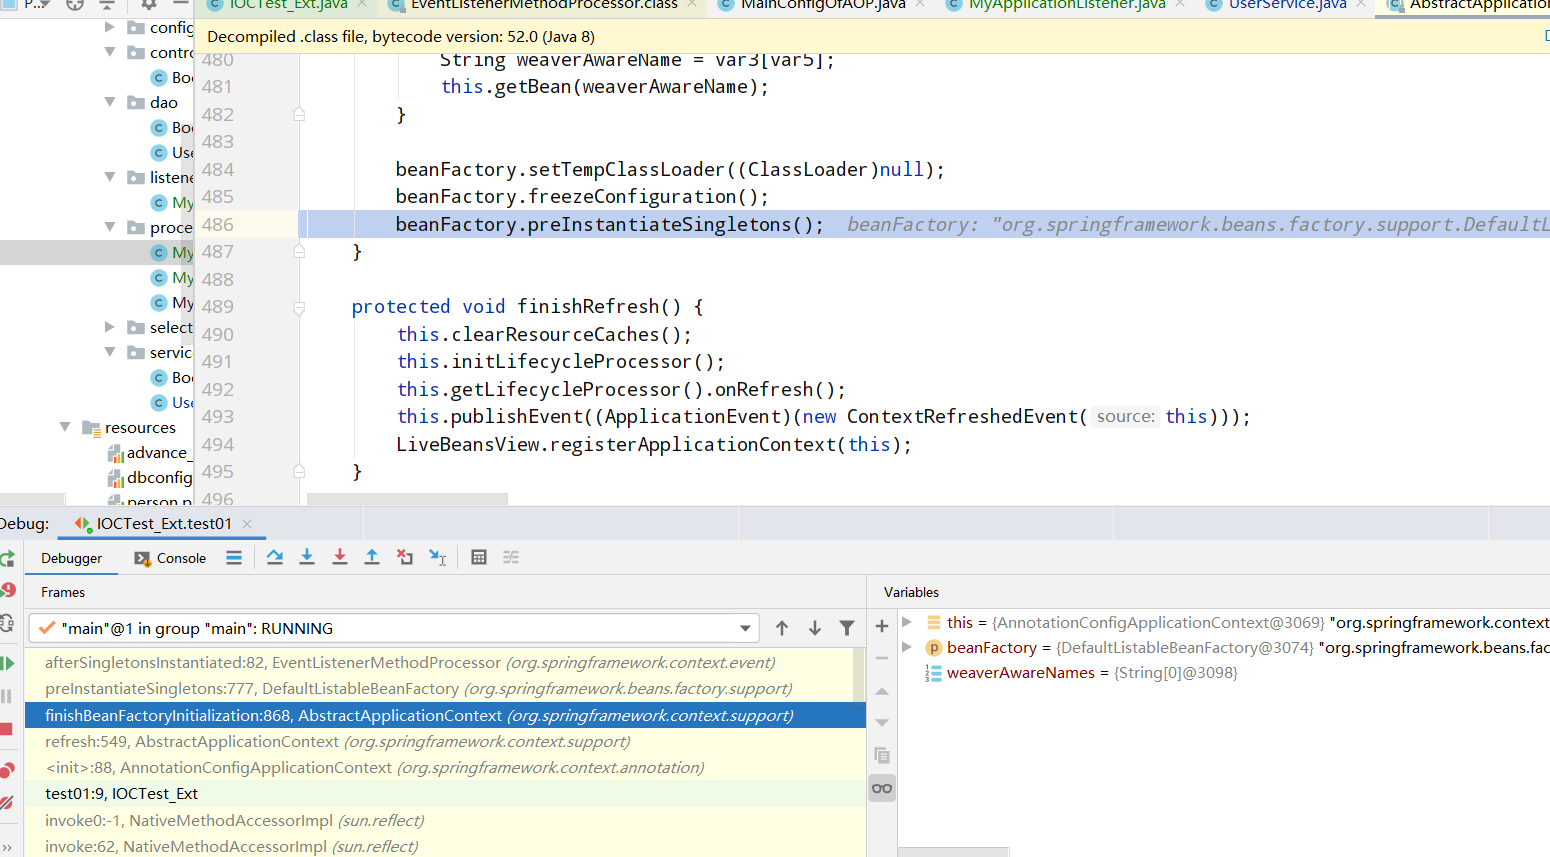 IOCTest_Ext.java
EventListenerMethodProcessor.class
MainConfigOfAOP.java
MyApplicationListener.java
UserService.java
AbstractApplication
Decompiled .class file, bytecode version: 52.0 (Java 8)
config
contro
Boo
dao
Boo
Use
listene
My
proce
My
My
My
select
servic
Boo
Use
resources
advance_
dbconfig
person.p
480 String weaverAwareName = var3[var5];
481 this.getBean(weaverAwareName);
482 }
483
484 beanFactory.setTempClassLoader((ClassLoader)null);
485 beanFactory.freezeConfiguration();
486 beanFactory.preInstantiateSingletons(); beanFactory: "org.springframework.beans.factory.support.DefaultL
487 }
488
489 protected void finishRefresh() {
490 this.clearResourceCaches();
491 this.initLifecycleProcessor();
492 this.getLifecycleProcessor().onRefresh();
493 this.publishEvent((ApplicationEvent)(new ContextRefreshedEvent( source: this)));
494 LiveBeansView.registerApplicationContext(this);
495 }
496
Debug: IOCTest_Ext.test01
Debugger Console
Frames
"main"@1 in group "main": RUNNING
afterSingletonsInstantiated:82, EventListenerMethodProcessor (org.springframework.context.event)
preInstantiateSingletons:777, DefaultListableBeanFactory (org.springframework.beans.factory.support)
finishBeanFactoryInitialization:868, AbstractApplicationContext (org.springframework.context.support)
refresh:549, AbstractApplicationContext (org.springframework.context.support)
<init>:88, AnnotationConfigApplicationContext (org.springframework.context.annotation)
test01:9, IOCTest_Ext
invoke0:-1, NativeMethodAccessorImpl (sun.reflect)
invoke:62, NativeMethodAccessorImpl (sun.reflect)
Variables
this = {AnnotationConfigApplicationContext@3069} "org.springframework.context
beanFactory = {DefaultListableBeanFactory@3074} "org.springframework.beans.fac
weaverAwareNames = {String[0]@3098}